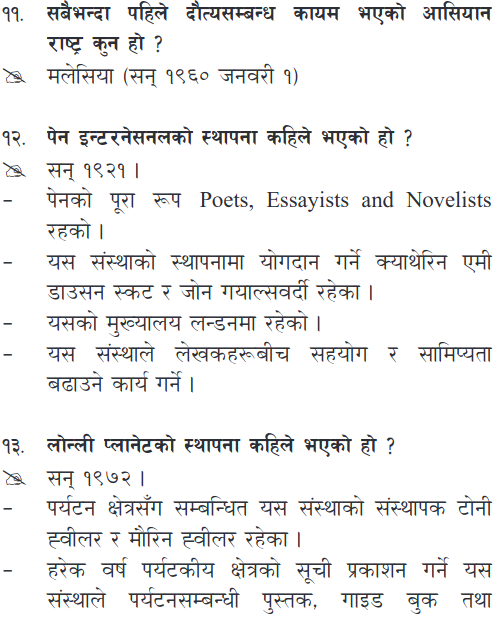 ११. सबैभन्दा पहिले दौत्यसम्बन्ध कायम भएको आसियान
राष्ट्र कुन हो ?
मलेसिया (सन् १९६० जनवरी १)
१२. पेन इन्टरनेसनलको स्थापना कहिले भएको हो ?
सन् १९२१ ।
– पेनको पूरा रूप Poets, Essayists and Novelists
रहको ।
– यस संस्थाको स्थापनामा योगदान गर्ने क्याथेरिन एमी
डाउसन स्कट र जोन गयाल्सवर्दी रहेका ।
– यसको मुख्यालय लन्डनमा रहेको ।
– यस संस्थाले लेखकहरूबीच सहयोग र सामिप्यता
बढाउने कार्य गर्ने ।
१३. लोन्ली प्लानेटको स्थापना कहिले भएको हो ?
सन् १९७२ ।
– पर्यटन क्षेत्रसँग सम्बन्धित यस संस्थाको संस्थापक टोनी
ह्वीलर र मौरिन ह्वीलर रहेका ।
– हरेक वर्ष पर्यटकीय क्षेत्रको सूची प्रकाशन गर्ने यस
संस्थाले पर्यटनसम्बन्धी पुस्तक, गाइड बुक तथा